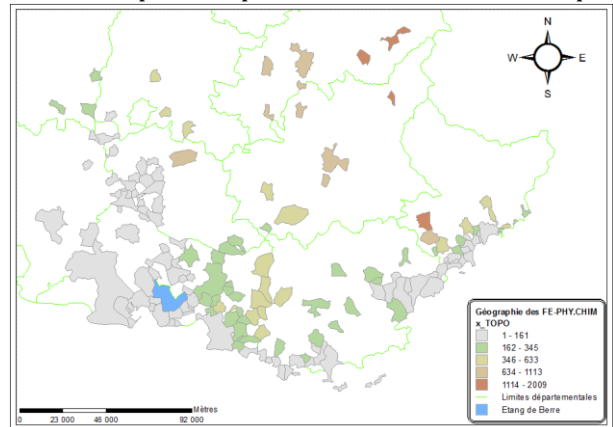 N
W E
S
Géographie des FE-PHY.CHIM
x_TOPO
1 - 161
162 - 345
346 - 633
634 - 1113
1114 - 2009
Limites départementales
Etang de Berre
Mètres
0 23 000 46 000 92 000